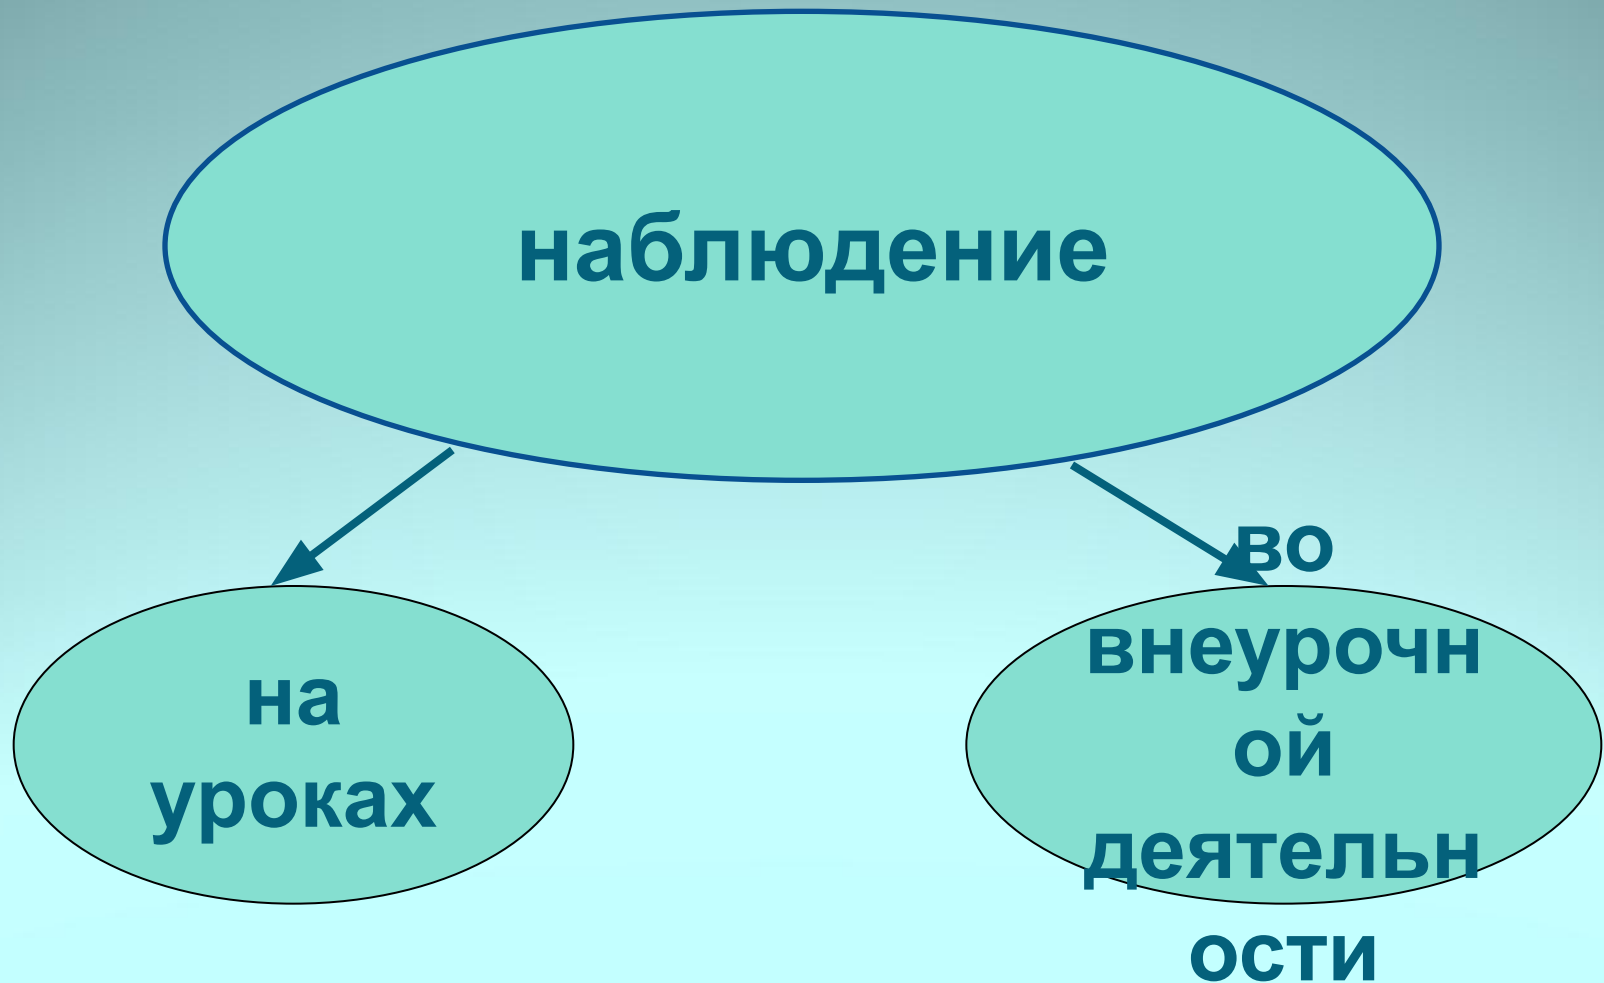 наблюдение
на
уроках
во
внеурочн
ой
деятельн
ости